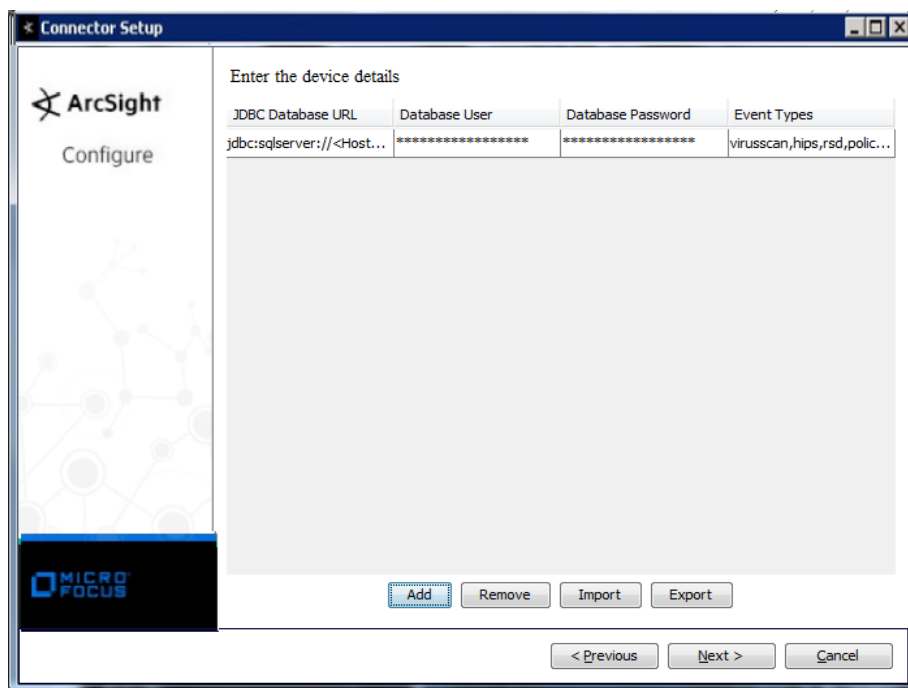 Connector Setup
ArcSight
Configure
Enter the device details
JDBC Database URL Database User Database Password Event Types
jdbc:sqlserver://<Host... ***************** ***************** virusscan,hips,rsd,polic...
MICRO
FOCUS
Add Remove Import Export
< Previous Next > Cancel